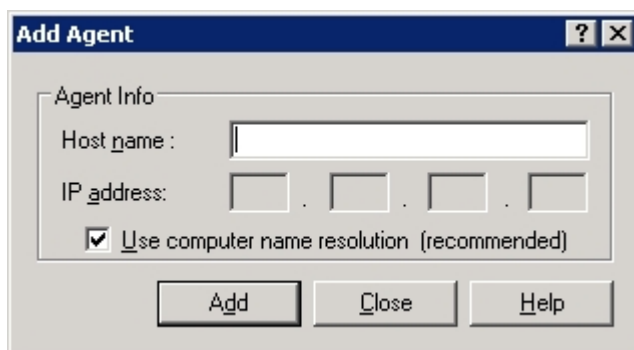 Add Agent
Agent Info
Host name :
IP address: . . .
Use computer name resolution (recommended)
Add Close Help